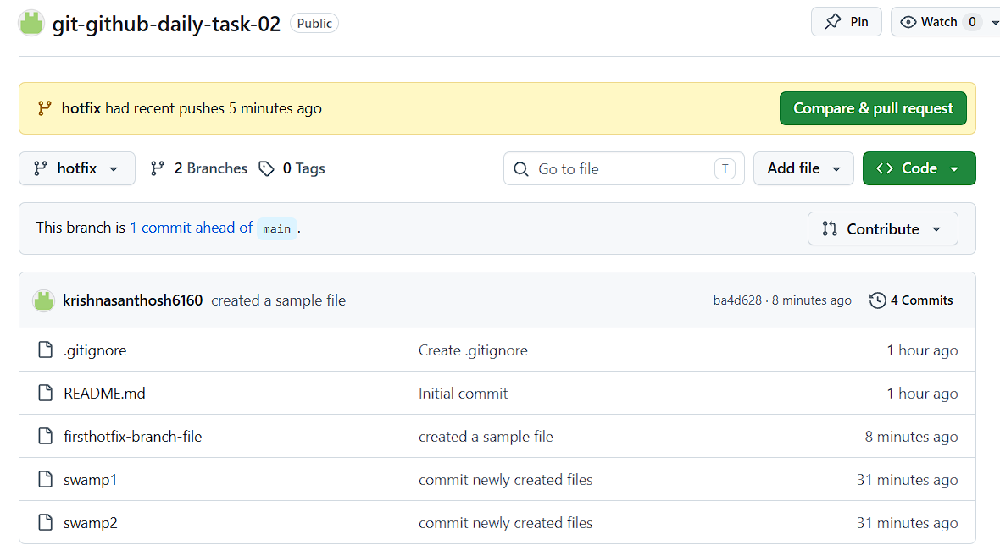 git-github-daily-task-02 Public Pin Watch 0
hotfix had recent pushes 5 minutes ago Compare & pull request
hotfix 2 Branches 0 Tags Go to file T Add file Code
This branch is 1 commit ahead of main . Contribute
krishnasanthosh6160 created a sample file ba4d628 · 8 minutes ago 4 Commits
.gitignore Create .gitignore 1 hour ago
README.md Initial commit 1 hour ago
firsthotfix-branch-file created a sample file 8 minutes ago
swamp1 commit newly created files 31 minutes ago
swamp2 commit newly created files 31 minutes ago